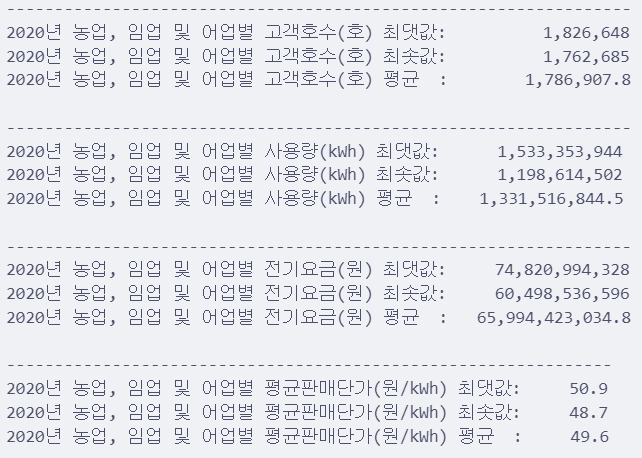 -----------------------------------------------------------------
2020년 농업, 임업 및 어업별 고객호수(호) 최댓값: 1,826,648
2020년 농업, 임업 및 어업별 고객호수(호) 최솟값: 1,762,685
2020년 농업, 임업 및 어업별 고객호수(호) 평균 : 1,786,907.8
-----------------------------------------------------------------
2020년 농업, 임업 및 어업별 사용량(kWh) 최댓값: 1,533,353,944
2020년 농업, 임업 및 어업별 사용량(kWh) 최솟값: 1,198,614,502
2020년 농업, 임업 및 어업별 사용량(kWh) 평균 : 1,331,516,844.5
-----------------------------------------------------------------
2020년 농업, 임업 및 어업별 전기요금(원) 최댓값: 74,820,994,328
2020년 농업, 임업 및 어업별 전기요금(원) 최솟값: 60,498,536,596
2020년 농업, 임업 및 어업별 전기요금(원) 평균 : 65,994,423,034.8
---------------------------------------------------------------
2020년 농업, 임업 및 어업별 평균판매단가(원/kWh) 최댓값: 50.9
2020년 농업, 임업 및 어업별 평균판매단가(원/kWh) 최솟값: 48.7
2020년 농업, 임업 및 어업별 평균판매단가(원/kWh) 평균 : 49.6